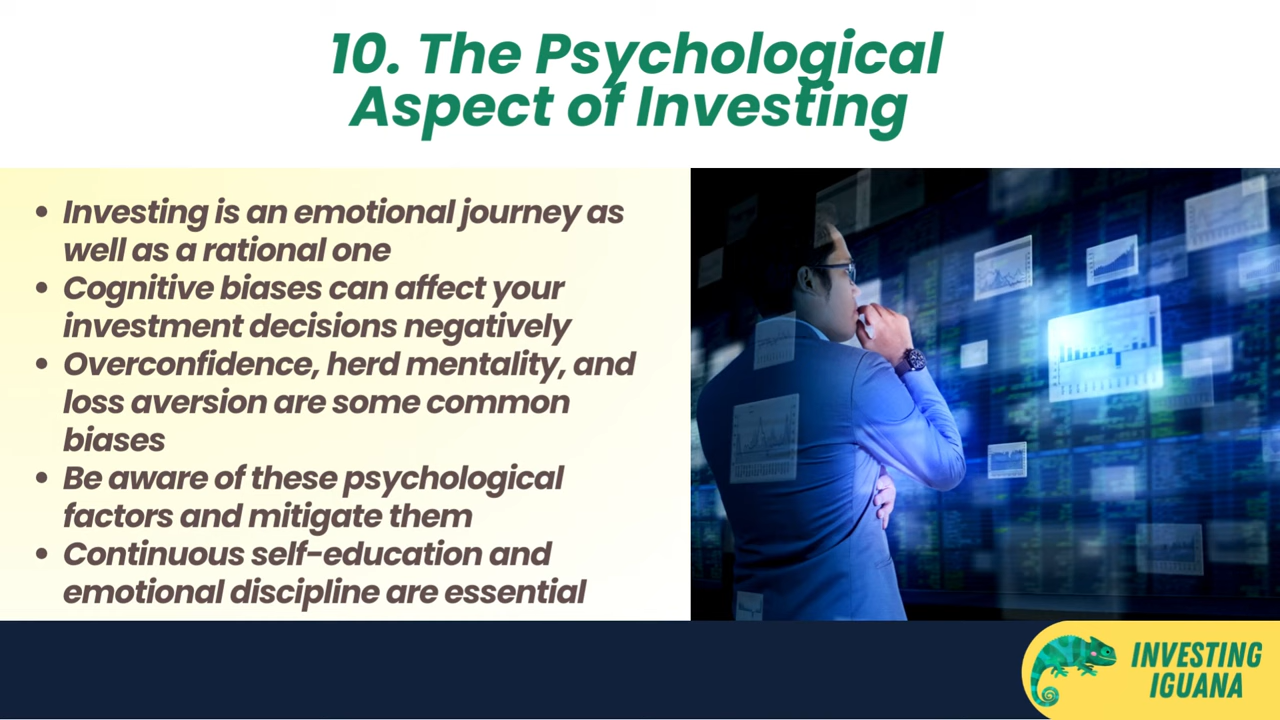 10. The Psychological
Aspect of Investing
• Investing is an emotional journey as
well as a rational one
• Cognitive biases can affect your
investment decisions negatively
• Overconfidence, herd mentality, and
loss aversion are some common
biases
• Be aware of these psychological
factors and mitigate them
• Continuous self-education and
emotional discipline are essential
INVESTING
IGUANA